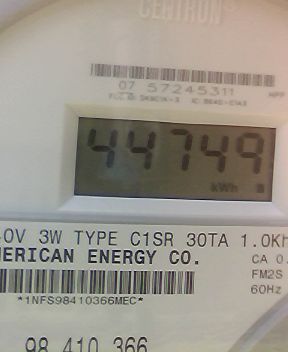 CENTRON®
07 57245311
44749
kWh
.0V 3W TYPE C1SR 30TA 1.0Kh
MERICAN ENERGY CO.
CA 0.
FM2S
*1NFS98410366MEC*
60Hz
98 410 366